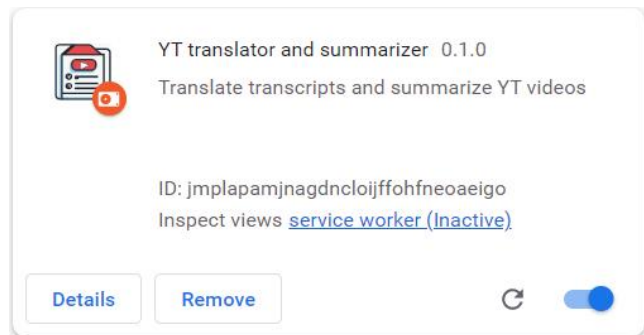 YT translator and summarizer 0.1.0
Translate transcripts and summarize YT videos
ID: jmplapamjnagdncloijffohfneoaeigo
Inspect views service worker (Inactive)
Details Remove